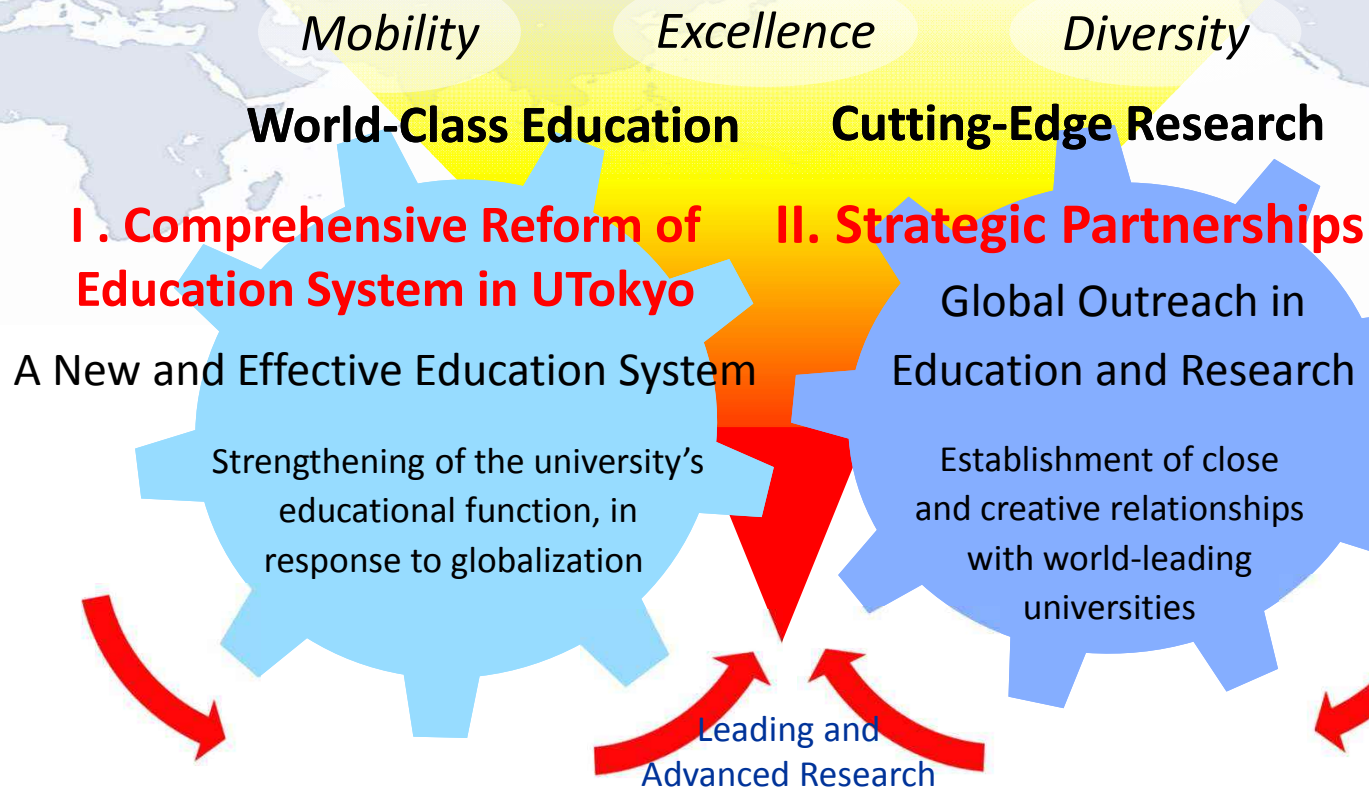 Mobility
Excellence
Diversity
World-Class Education
Cutting-Edge Research
I . Comprehensive Reform of
Education System in UTokyo
A New and Effective Education System
Strengthening of the university’s
educational function, in
response to globalization
II. Strategic Partnerships
Global Outreach in
Education and Research
Establishment of close
and creative relationships
with world-leading
universities
Leading and
Advanced Research